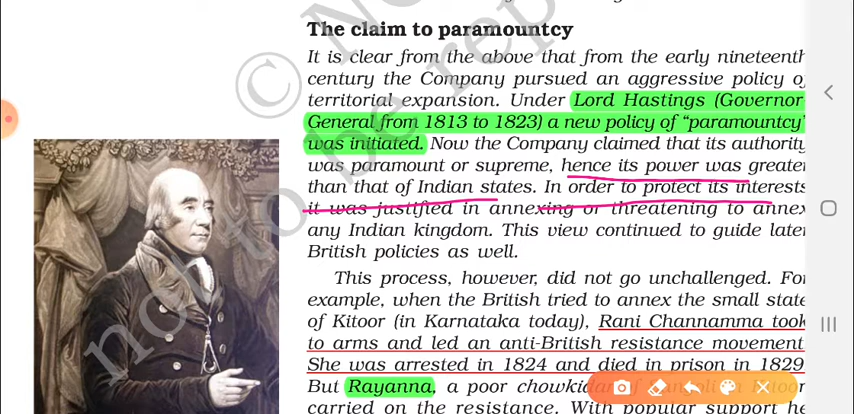 The claim to paramountcy
It is clear from the above that from the early nineteenth
century the Company pursued an aggressive policy o
territorial expansion. Under Lord Hastings (Governor
General from 1813 to 1823) a new policy of “paramountcy”
was initiated. Now the Company claimed that its authority
was paramount or supreme, hence its power was greate
than that of Indian states. In order to protect its interests
it was justified in annexing or threatening to annex
any Indian kingdom. This view continued to guide late
British policies as well.
This process, however, did not go unchallenged. Fo
example, when the British tried to annex the small state
of Kitoor (in Karnataka today), Rani Channamma took
to arms and led an anti-British resistance movement
She was arrested in 1824 and died in prison in 1829
But Rayanna, a poor
carried on the resistance. With popular support he
© not to be